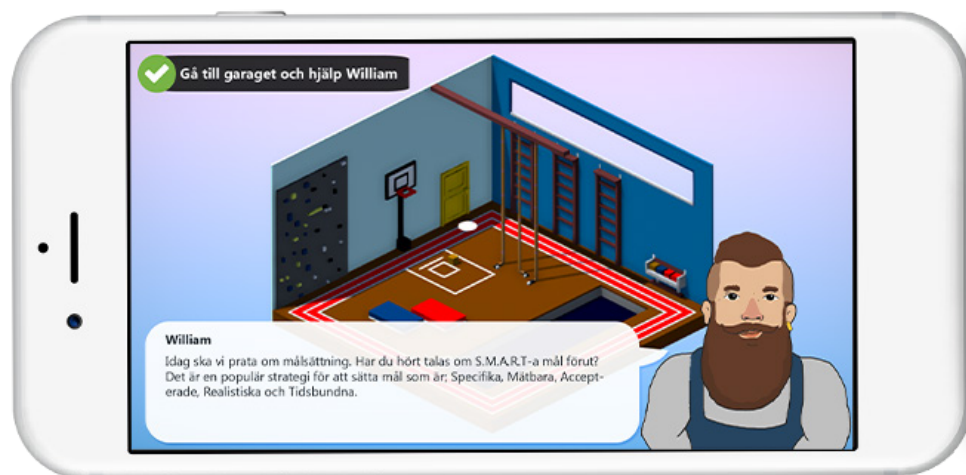 Gå till garaget och hjälp William
William
Idag ska vi prata om målsättning. Har du hört talas om S.M.A.R.T-a mål förut?
Det är en populär strategi för att sätta mål som är; Specifika, Mätbara, Accept-
erade, Realistiska och Tidsbundna.